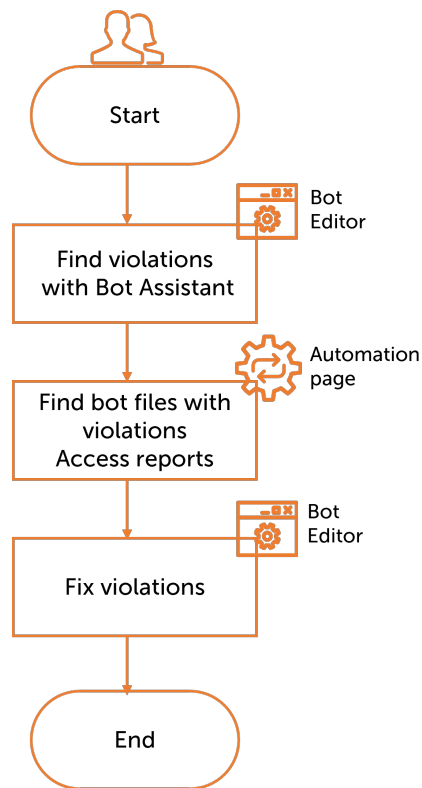 Start
Bot
Editor
Find violations
with Bot Assistant
Automation
page
Find bot files with
violations
Access reports
Bot
Editor
Fix violations
End